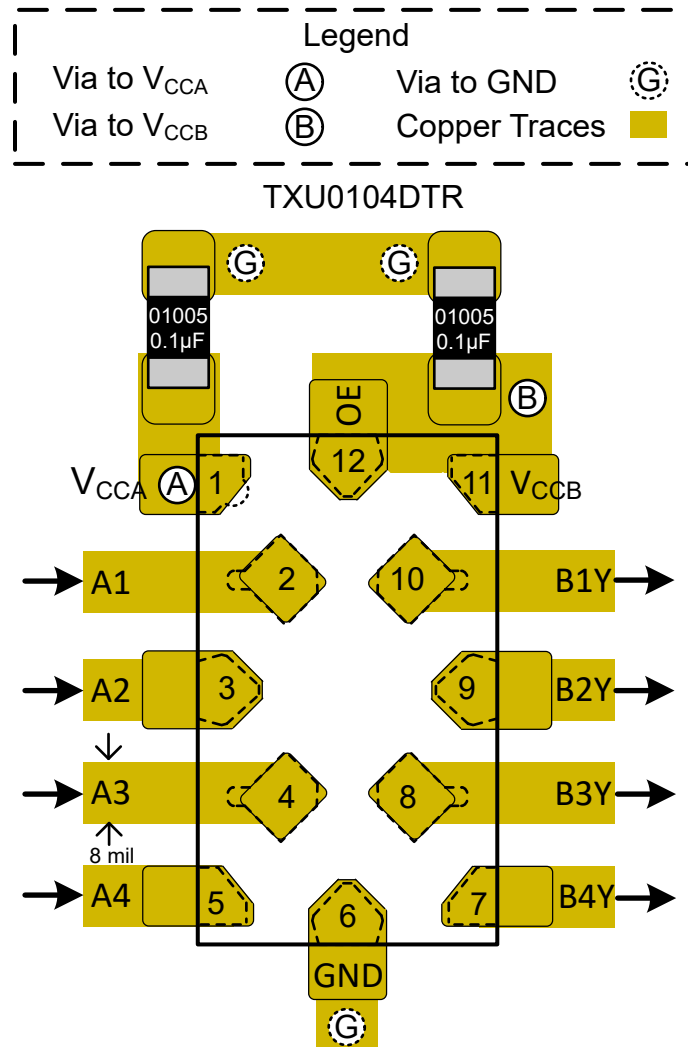 Legend
Via to VCCA A Via to GND G
Via to VCCB B Copper Traces
TXU0104DTR
G G
01005 01005
0.1µF 0.1µF
OE B
12
VCCA A 1 11 VCCB
A1 2 10 B1Y
A2 3 9 B2Y
A3 4 8 B3Y
8 mil
A4 5 7 B4Y
6
GND
G